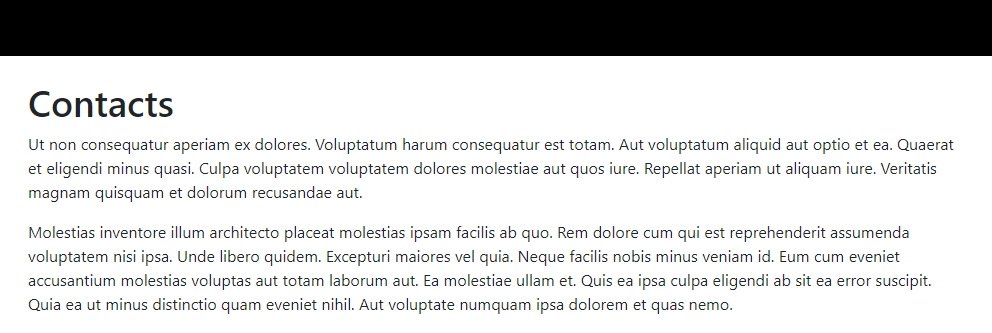 Contacts
Ut non consequatur aperiam ex dolores. Voluptatum harum consequatur est totam. Aut voluptatum aliquid aut optio et ea. Quaerat
et eligendi minus quasi. Culpa voluptatem voluptatem dolores molestiae aut quos iure. Repellat aperiam ut aliquam iure. Veritatis
magnam quisquam et dolorum recusandae aut.
Molestias inventore illum architecto placeat molestias ipsam facilis ab quo. Rem dolore cum qui est reprehenderit assumenda
voluptatem nisi ipsa. Unde libero quidem. Excepturi maiores vel quia. Neque facilis nobis minus veniam id. Eum cum eveniet
accusantium molestias voluptas aut totam laborum aut. Ea molestiae ullam et. Quis ea ipsa culpa eligendi ab sit ea error suscipit.
Quia ea ut minus distinctio quam eveniet nihil. Aut voluptate numquam ipsa dolorem et quas nemo.